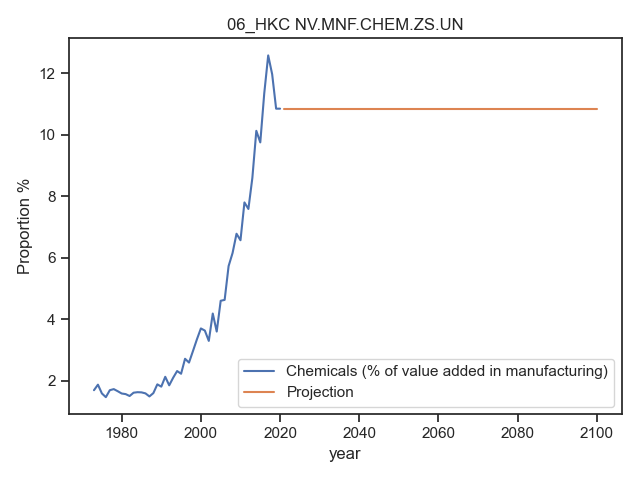 06_HKC NV.MNF.CHEM.ZS.UN
Proportion %
12
10
8
6
4
2
Chemicals (% of value added in manufacturing)
Projection
1980 2000 2020 2040 2060 2080 2100
year